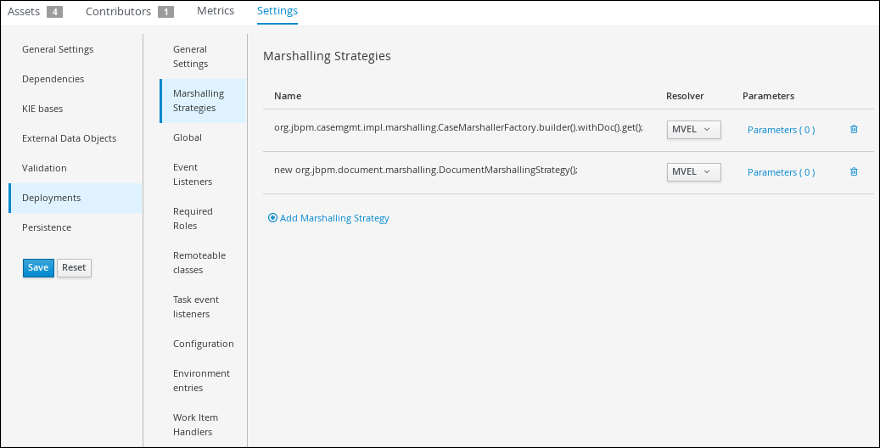 Assets 4 Contributors 1 Metrics Settings
General Settings
Dependencies
KIE bases
External Data Objects
Validation
Deployments
Persistence
Save Reset
General
Settings
Marshalling
Strategies
Global
Event
Listeners
Required
Roles
Remoteable
classes
Task event
listeners
Configuration
Environment
entries
Work Item
Handlers
Marshalling Strategies
Name Resolver Parameters
org.jbpm.casemgmt.impl.marshalling.CaseMarshallerFactory.builder().withDoc().get(); MVEL Parameters ( 0 )
new org.jbpm.document.marshalling.DocumentMarshallingStrategy(); MVEL Parameters ( 0 )
Add Marshalling Strategy